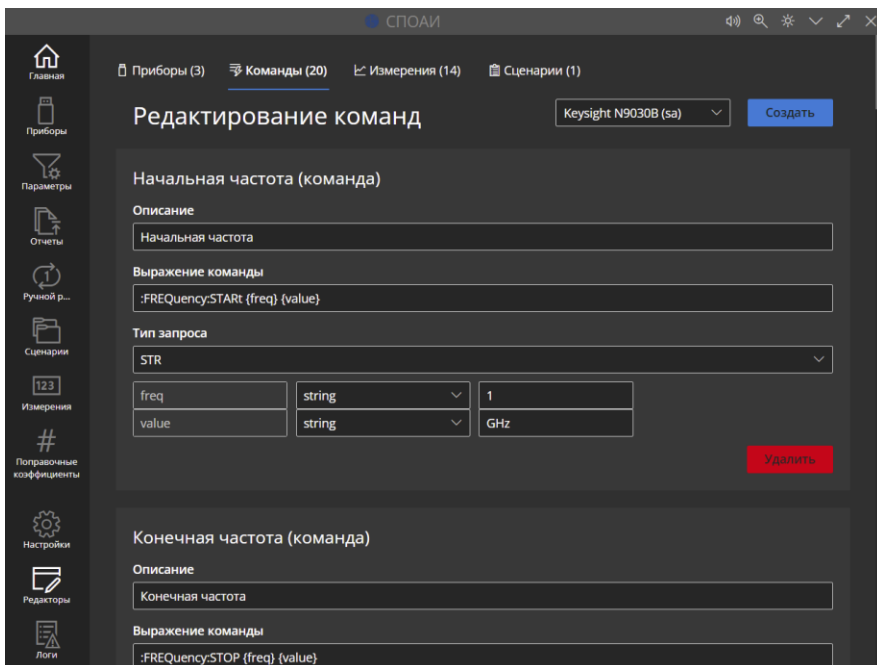 СПОАИ
Главная
Приборы
Параметры
Отчеты
1
Ручной р...
Сценарии
123
Измерения
#
Поправочные
коэффициенты
Настройки
Редакторы
Логи
Приборы (3) Команды (20) Измерения (14) Сценарии (1)
Редактирование команд Keysight N9030B (sa) Создать
Начальная частота (команда)
Описание
Начальная частота
Выражение команды
:FREQuency:STARt {freq} {value}
Тип запроса
STR
freq string 1
value string GHz
Удалить
Конечная частота (команда)
Описание
Конечная частота
Выражение команды
:FREQuency:STOP {freq} {value}